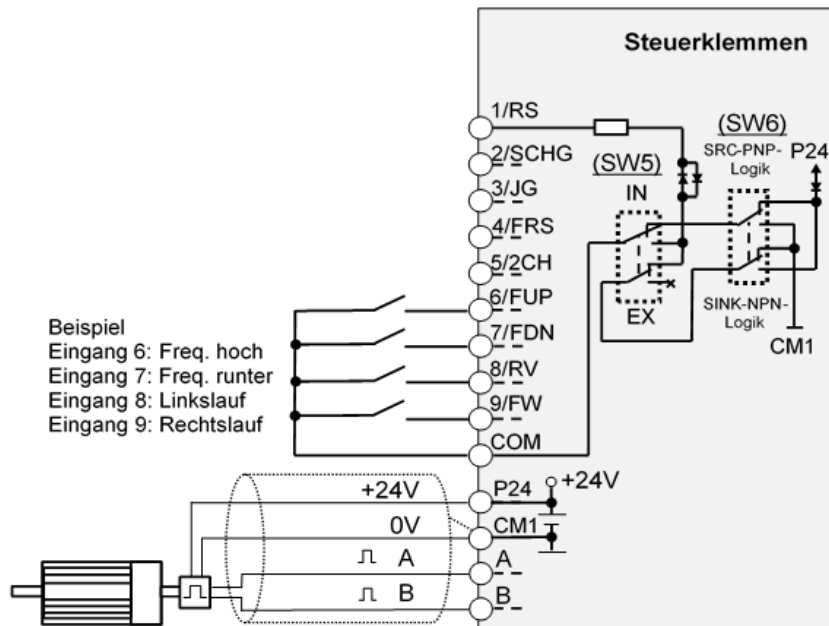 Steuerklemmen
1/RS
2/SCHG
3/JG
4/FRS
5/2CH
6/FUP
7/FDN
8/RV
9/FW
COM
P24
CM1
A
B
(SW5)
IN
EX
(SW6)
SRC-PNP-
Logik
P24
SINK-NPN-
Logik
CM1
+24V
Beispiel
Eingang 6: Freq. hoch
Eingang 7: Freq. runter
Eingang 8: Linkslauf
Eingang 9: Rechtslauf
+24V
0V
A
B